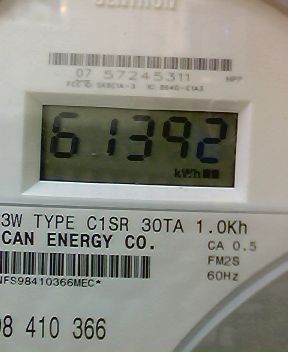 07 57245311 NPP
61392
kWh
3W TYPE C1SR 30TA 1.0Kh
CAN ENERGY CO.
CA 0.5
FM2S
NFS98410366MEC*
60Hz
98 410 366